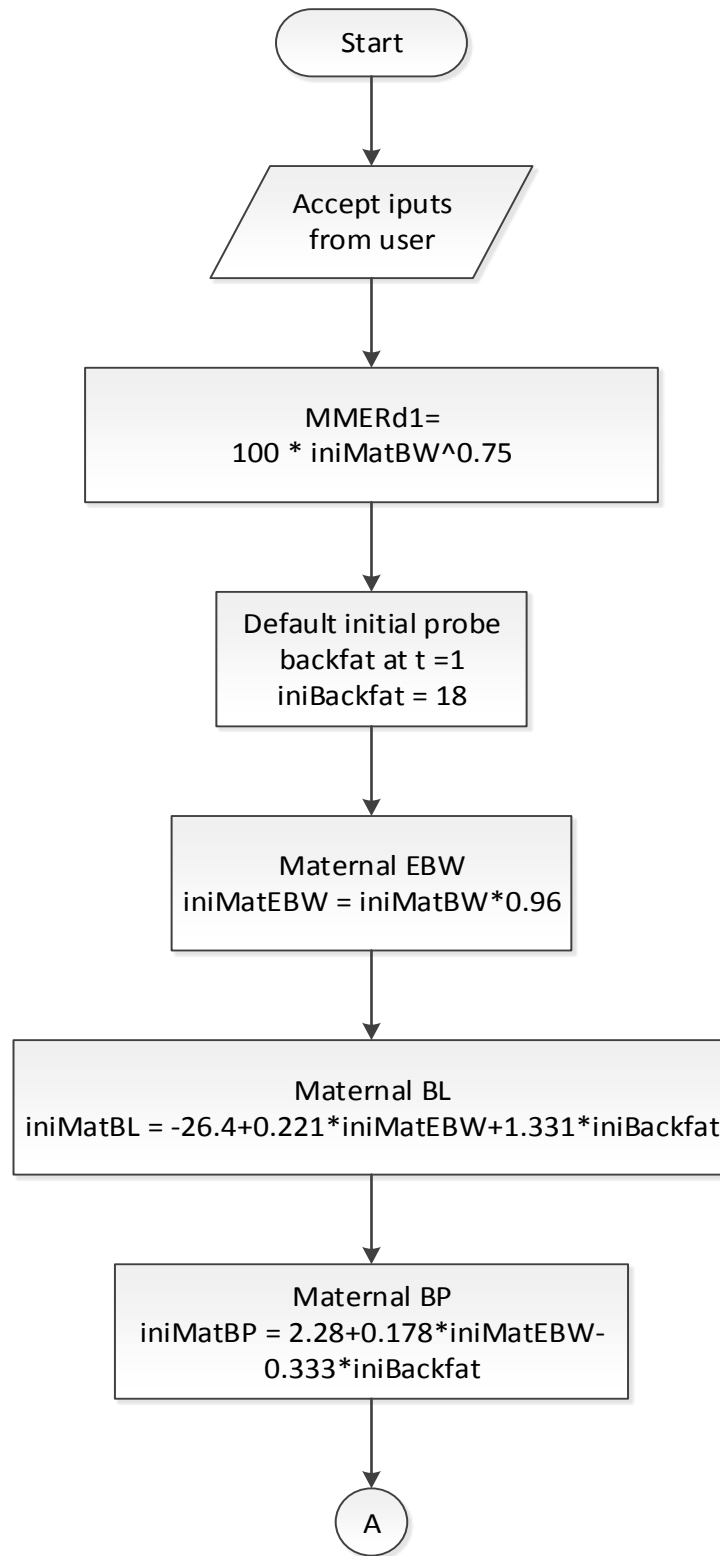 Start
Accept iputs
from user
MMERd1=
100 * iniMatBW^0.75
Default initial probe
backfat at t =1
iniBackfat = 18
Maternal EBW
iniMatEBW = iniMatBW*0.96
Maternal BL
iniMatBL = -26.4+0.221*iniMatEBW+1.331*iniBackfat
Maternal BP
iniMatBP = 2.28+0.178*iniMatEBW-
0.333*iniBackfat
A